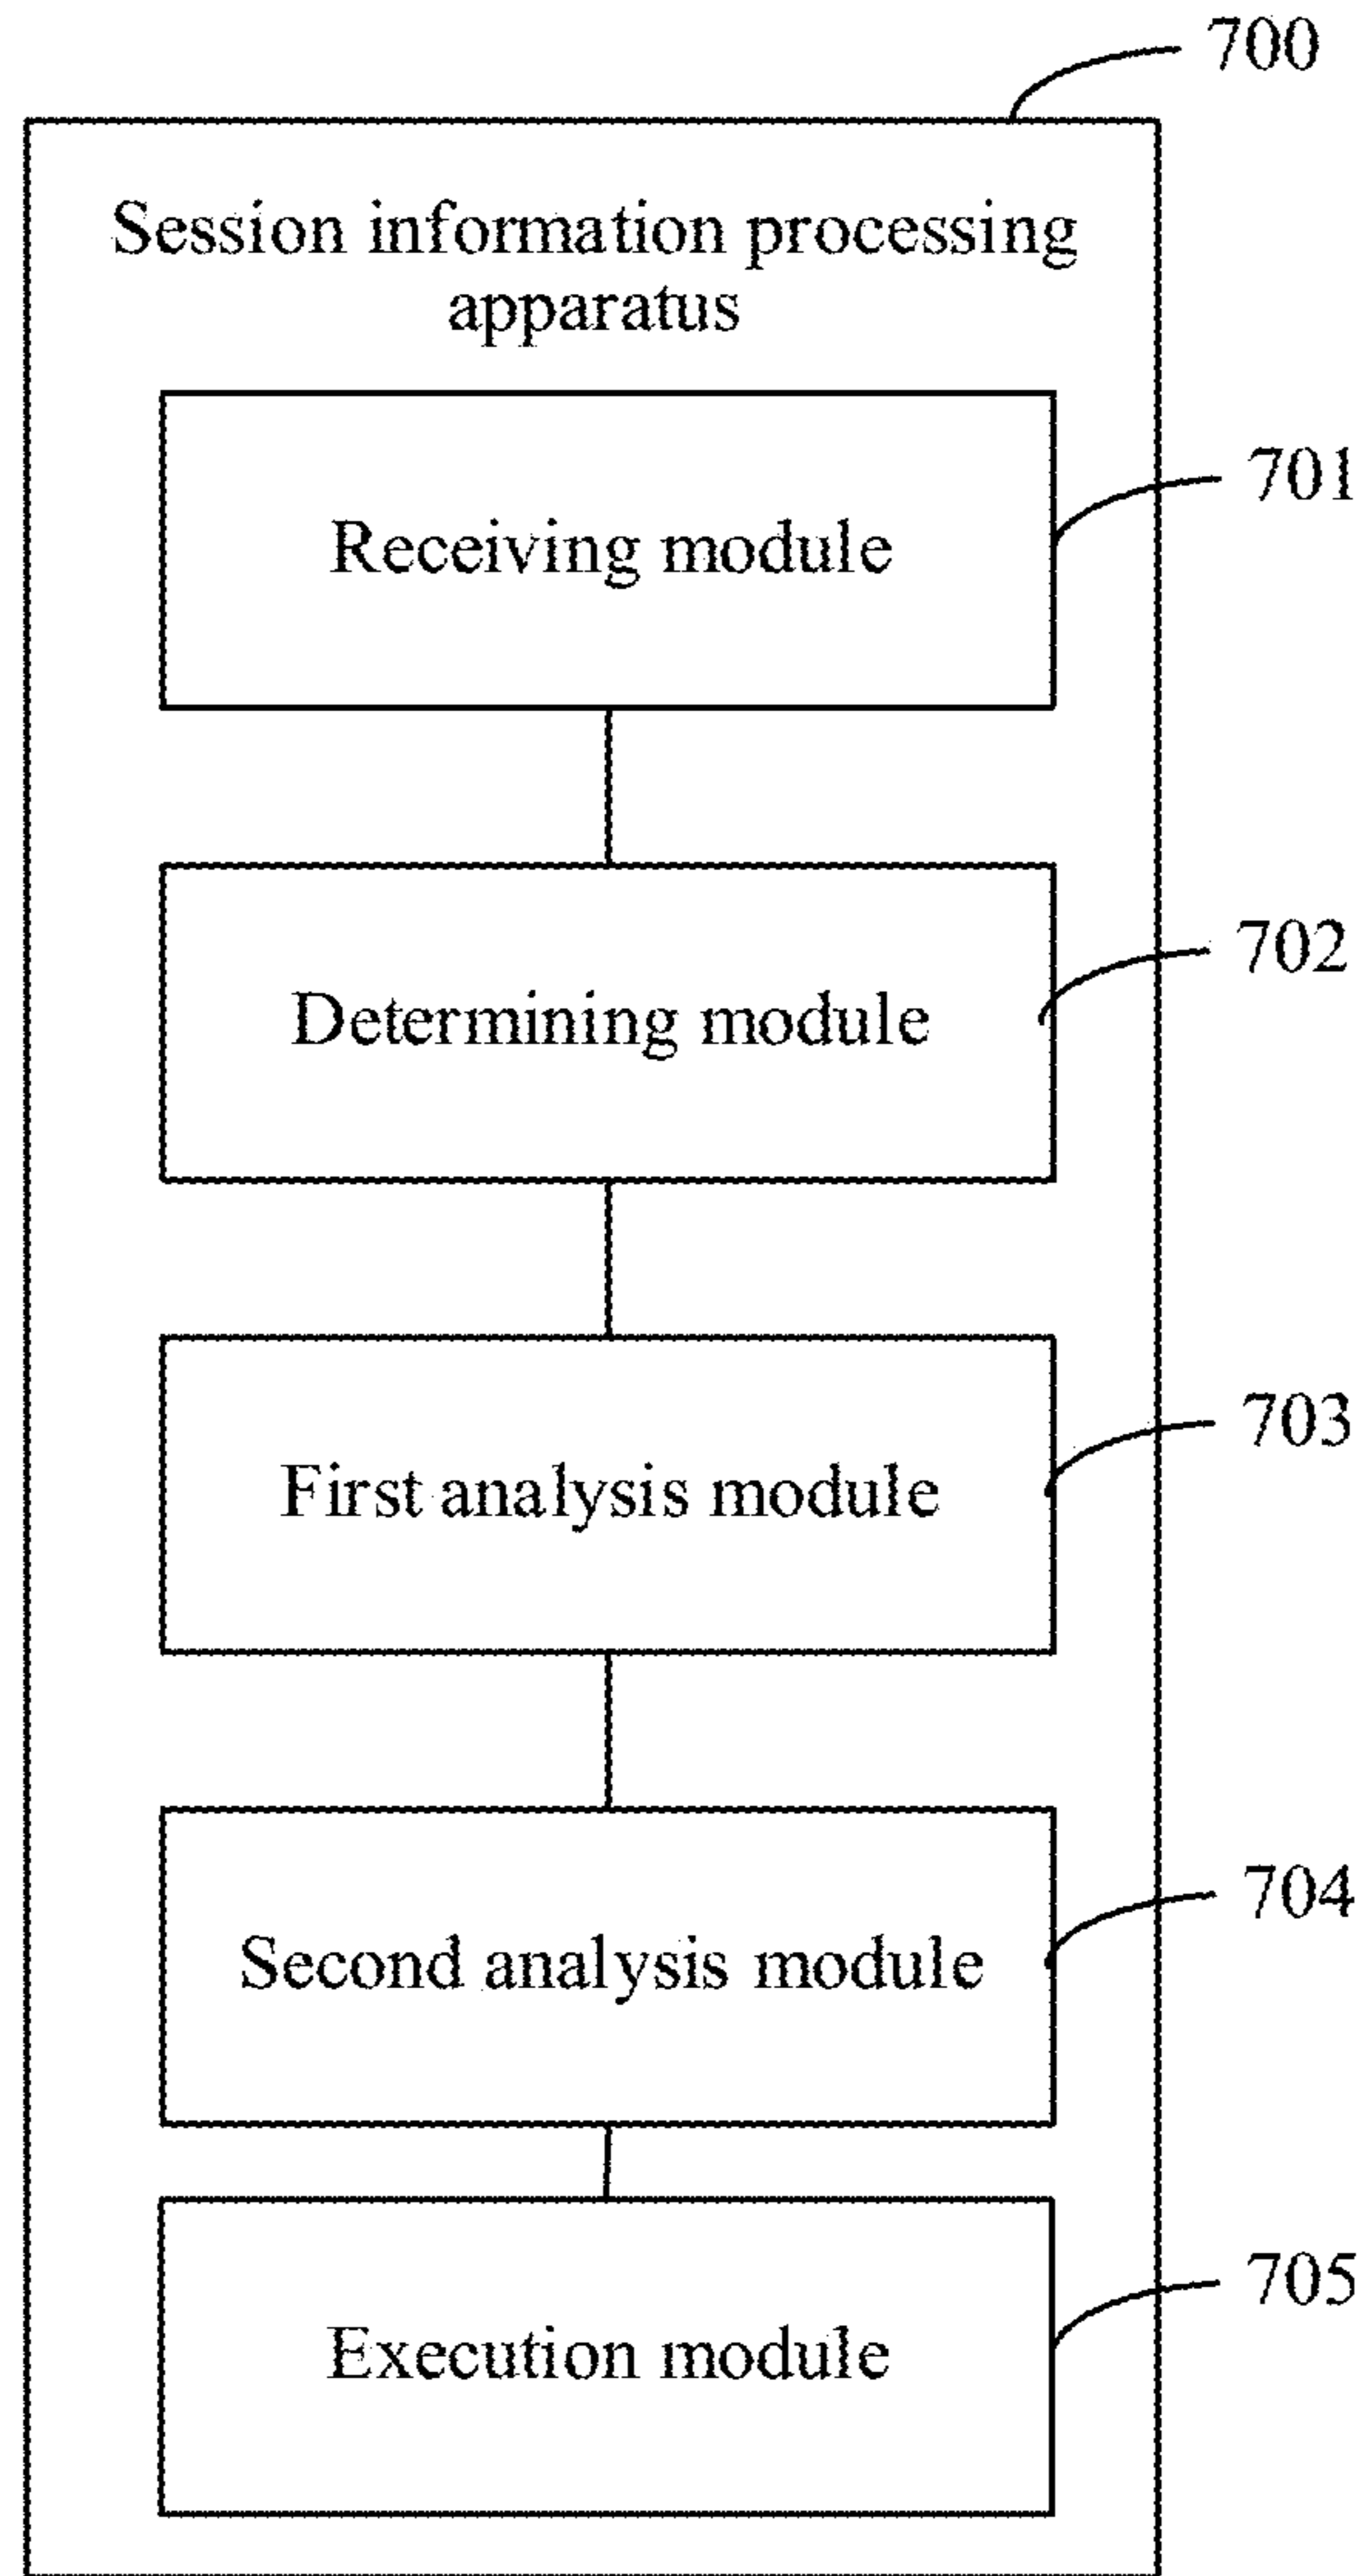 700
Session information processing
apparatus
Receiving module
701
Determining module
702
First analysis module
703
Second analysis module
704
Execution module
705